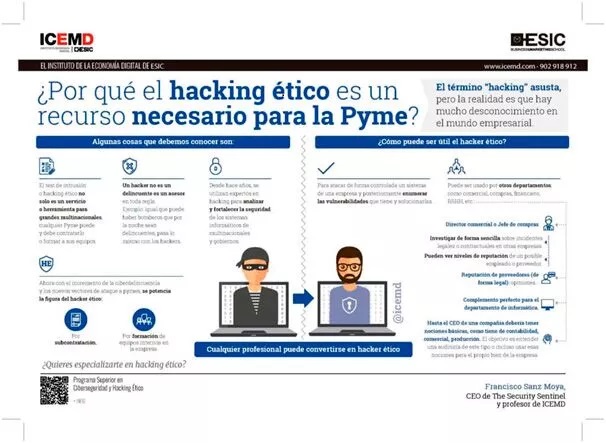 ICEMD
ESIC
BUSINESS&MARKETINGSCHOOL
EL INSTITUTO DE LA ECONOMÍA DIGITAL DE ESIC
www.icemd.com · 902 918 912
¿Por qué el hacking ético es un
recurso necesario para la Pyme?
El término "hacking" asusta,
pero la realidad es que hay
mucho desconocimiento en
el mundo empresarial.
Algunas cosas que debemos conocer son:
El test de intrusión
o hacking ético no
solo es un servicio
o herramienta para
grandes multinacionales,
cualquier Pyme puede
y debe contratarlo
o formar a sus equipos.
Un hacker no es un
delincuente es un asesor
en toda regla.
Ejemplo: igual que puede
haber bomberos que por
la noche sean
delincuentes, pasa lo
mismo con los hackers.
Desde hace años, se
utilizan expertos en
hacking para analizar
y fortalecer la seguridad
de los sistemas
informáticos de
multinacionales
y gobiernos.
HE
Ahora con el incremento de la ciberdelincuencia
y los nuevos vectores de ataque a pymes, se potencia
la figura del hacker ético:
Por
subcontratación.
Por formación de
equipos internos en
la empresa.
¿Cómo puede ser útil el hacker ético?
Para atacar de forma controlada un sistema
de una empresa y posteriormente enumerar
las vulnerabilidades que tiene y solucionarlas.
Puede ser usado por otros departamentos
como comercial, compras, financiero,
RRHH, etc.
Director comercial o Jefe de compras
Investigar de forma sencilla sobre incidentes
legales o contractuales en otras empresas.
Pueden ver niveles de reputación de un posible
empleado o proveedor.
Reputación de proveedores (de
forma legal): opiniones.
Complemento perfecto para el
departamento de informática.
Hasta el CEO de una compañía debería tener
nociones básicas, como tiene de contabilidad,
comercial, producción. El objetivo es entender
una auditoría de este tipo o incluso usar esas
nociones para el propio bien de la empresa.
@icemd
Cualquier profesional puede convertirse en hacker ético
¿Quieres especializarte en hacking ético?
Programa Superior en
Ciberseguridad y Hacking Ético
Francisco Sanz Moya,
CEO de The Security Sentinel
y profesor de ICEMD